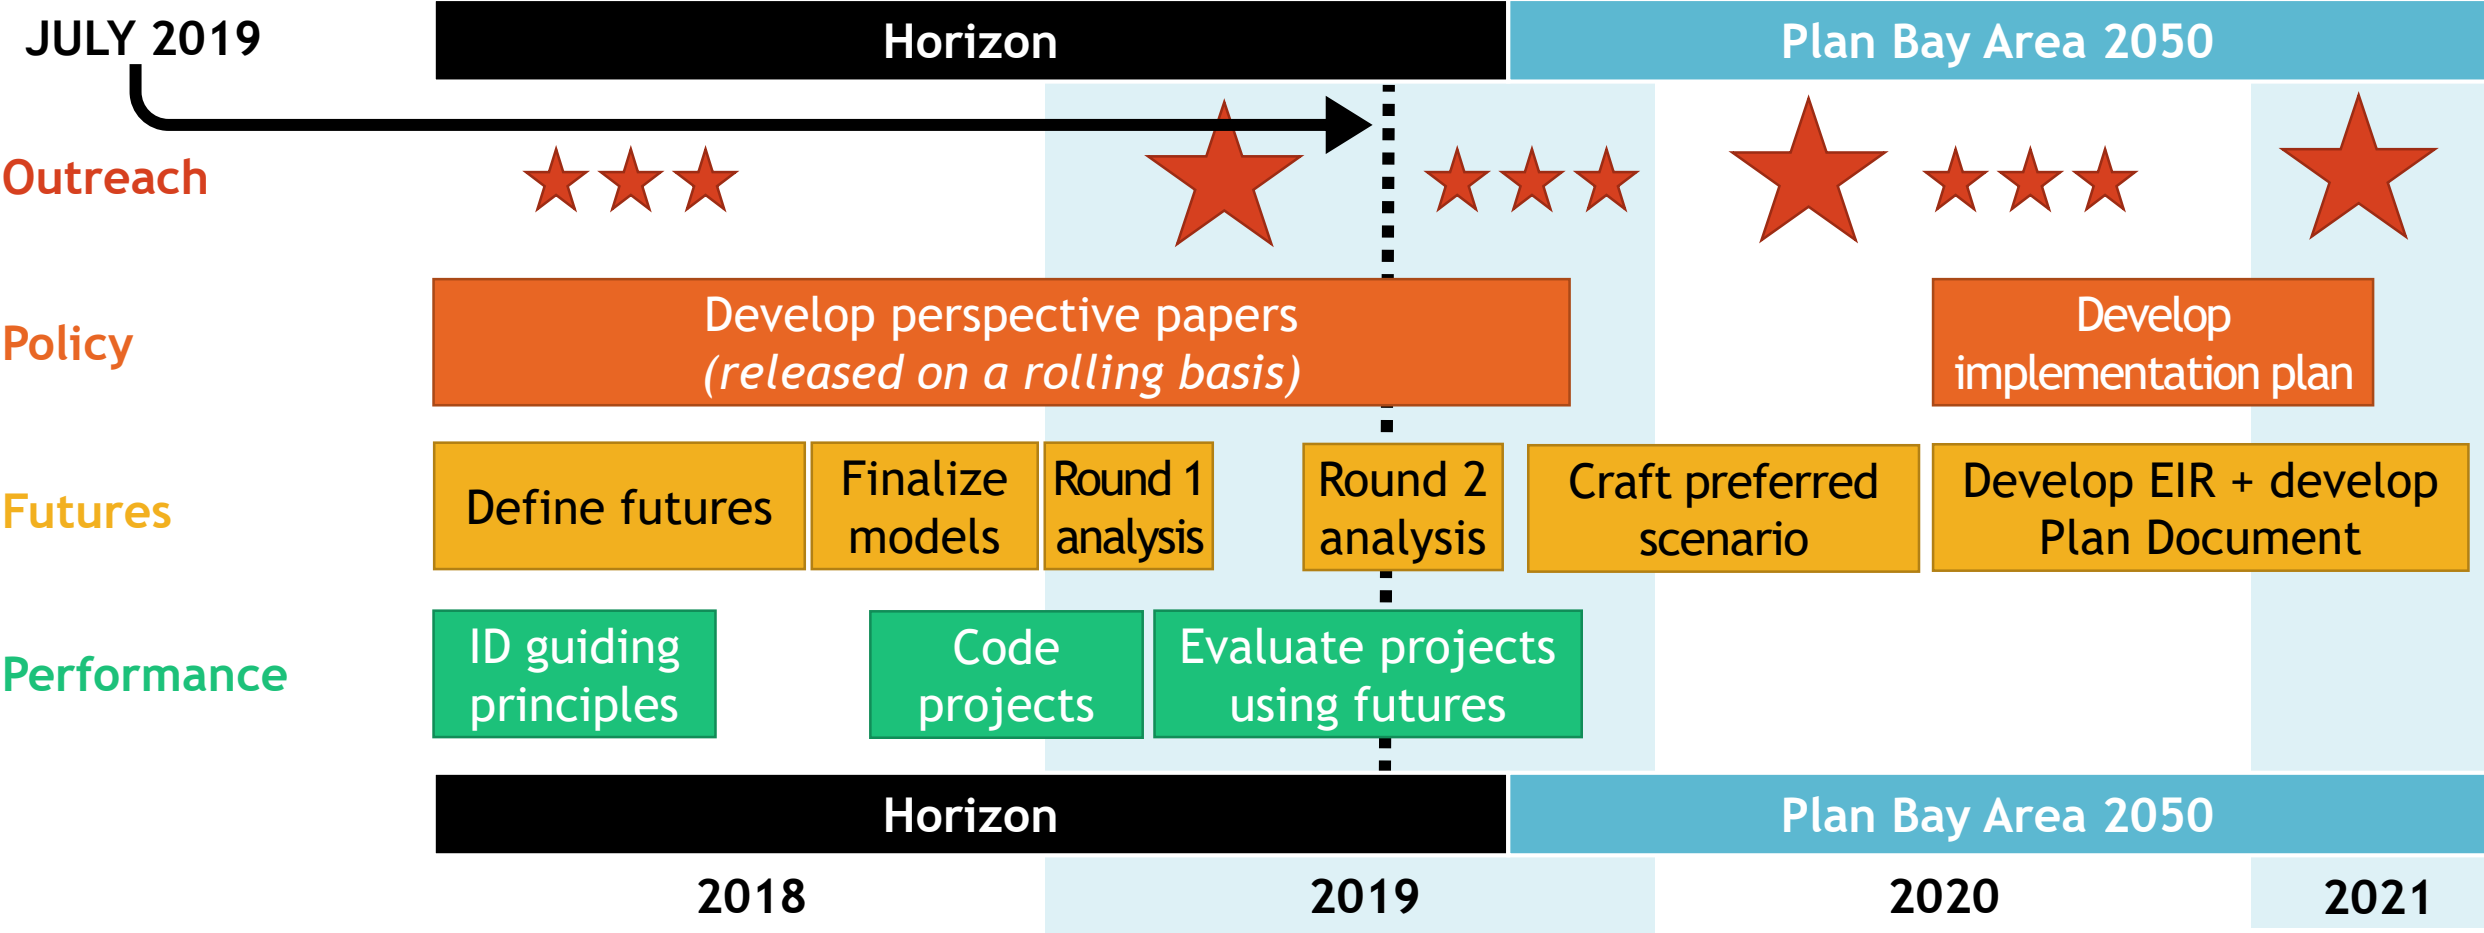 JULY 2019
Horizon
Plan Bay Area 2050
Outreach
Policy
Develop perspective papers
(released on a rolling basis)
Develop
implementation plan
Futures
Define futures
Finalize
models
Round 1
analysis
Round 2
analysis
Craft preferred
scenario
Develop EIR + develop
Plan Document
Performance
ID guiding
principles
Code
projects
Evaluate projects
using futures
Horizon
Plan Bay Area 2050
2018
2019
2020
2021